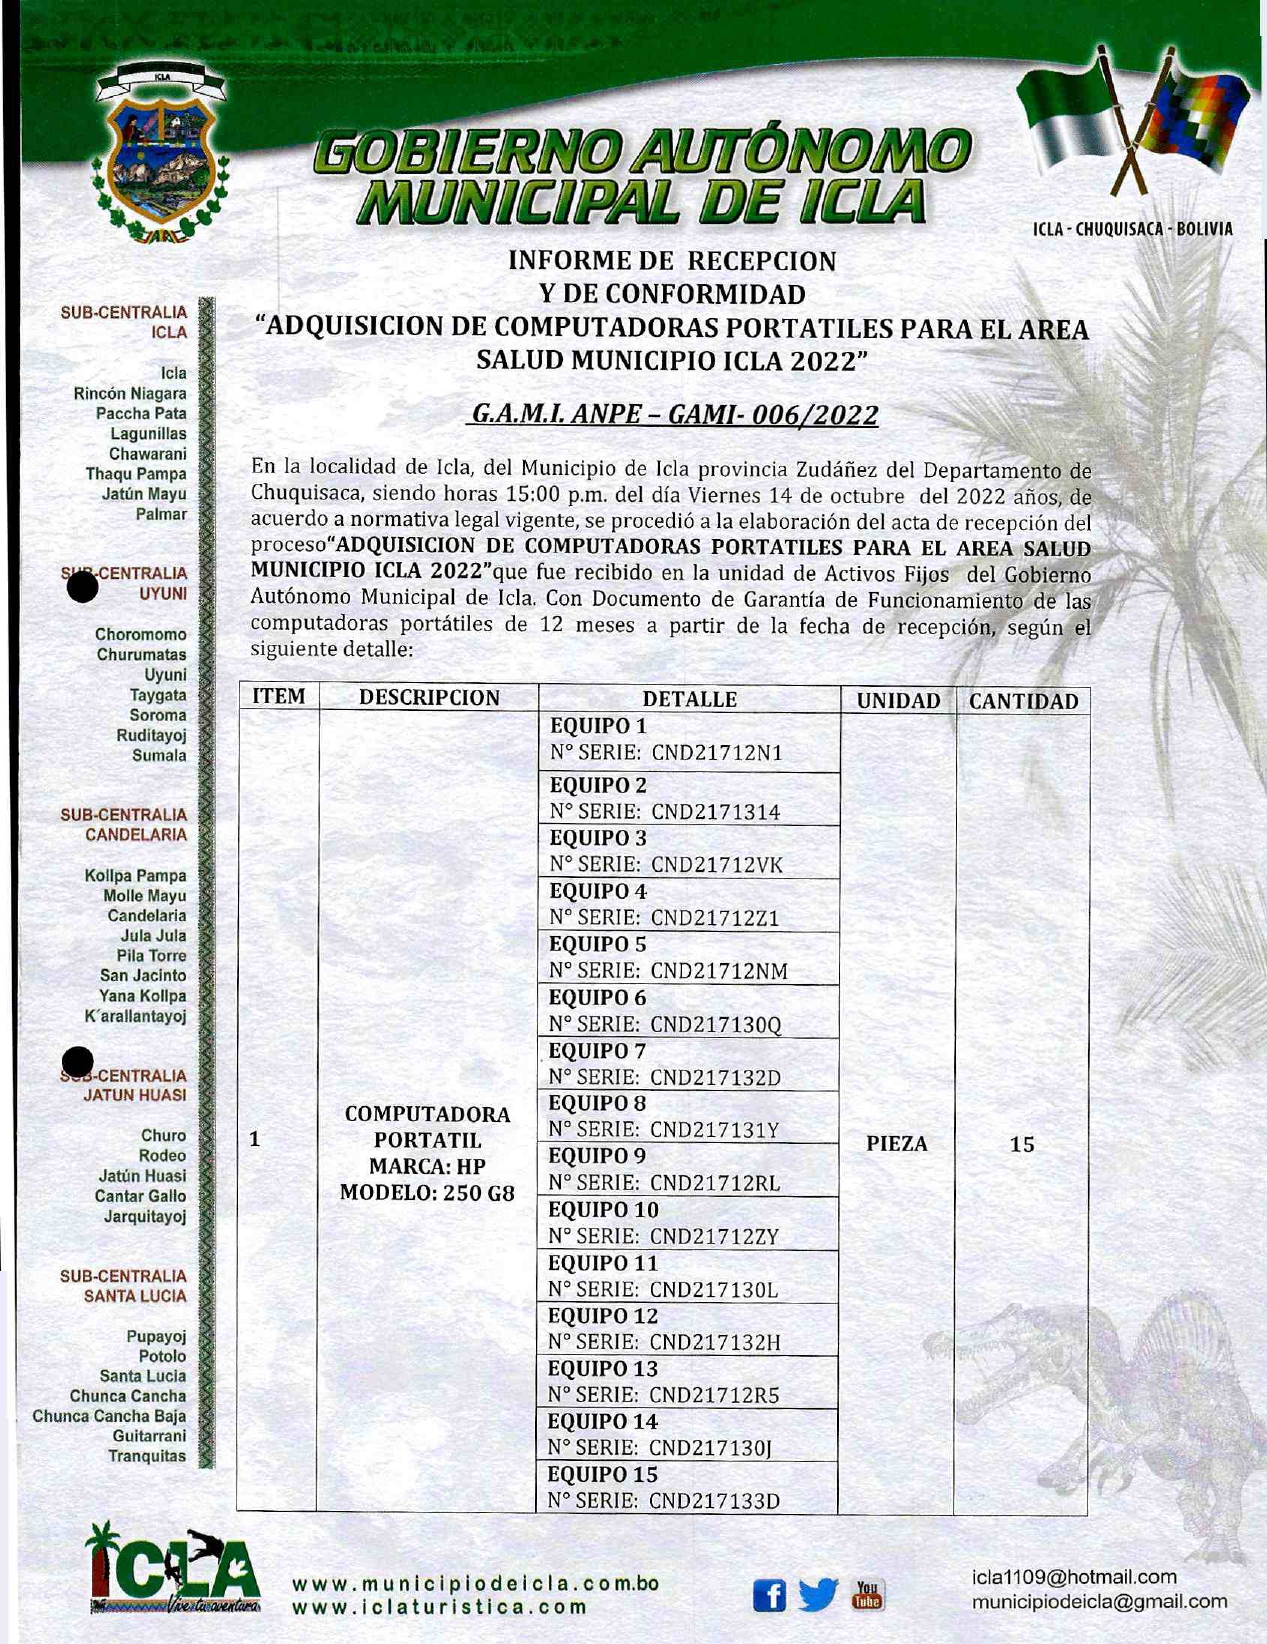 ICLA
GOBIERNO AUTÓNOMO
MUNICIPAL DE ICLA
ICLA - CHUQUISACA - BOLIVIA
INFORME DE RECEPCION
Y DE CONFORMIDAD
“ADQUISICION DE COMPUTADORAS PORTATILES PARA EL AREA
SALUD MUNICIPIO ICLA 2022”
G.A.M.I. ANPE – GAMI- 006/2022
SUB-CENTRALIA
ICLA
Icla
Rincón Niagara
Paccha Pata
Lagunillas
Chawarani
Thaqu Pampa
Jatún Mayu
Palmar
SUB-CENTRALIA
UYUNI
Choromomo
Churumatas
Uyuni
Taygata
Soroma
Ruditayoj
Sumala
SUB-CENTRALIA
CANDELARIA
Kollpa Pampa
Molle Mayu
Candelaria
Jula Jula
Pila Torre
San Jacinto
Yana Kollpa
K´arallantayoj
SUB-CENTRALIA
JATUN HUASI
Churo
Rodeo
Jatún Huasi
Cantar Gallo
Jarquitayoj
SUB-CENTRALIA
SANTA LUCIA
Pupayoj
Potolo
Santa Lucia
Chunca Cancha
Chunca Cancha Baja
Guitarrani
Tranquitas
En la localidad de Icla, del Municipio de Icla provincia Zudáñez del Departamento de
Chuquisaca, siendo horas 15:00 p.m. del día Viernes 14 de octubre del 2022 años, de
acuerdo a normativa legal vigente, se procedió a la elaboración del acta de recepción del
proceso“ADQUISICION DE COMPUTADORAS PORTATILES PARA EL AREA SALUD
MUNICIPIO ICLA 2022”que fue recibido en la unidad de Activos Fijos del Gobierno
Autónomo Municipal de Icla. Con Documento de Garantía de Funcionamiento de las
computadoras portátiles de 12 meses a partir de la fecha de recepción, según el
siguiente detalle:
ITEM DESCRIPCION DETALLE UNIDAD CANTIDAD
EQUIPO 1
N° SERIE: CND21712N1
EQUIPO 2
N° SERIE: CND2171314
EQUIPO 3
N° SERIE: CND21712VK
EQUIPO 4
N° SERIE: CND21712Z1
EQUIPO 5
N° SERIE: CND21712NM
EQUIPO 6
N° SERIE: CND217130Q
EQUIPO 7
N° SERIE: CND217132D
EQUIPO 8
N° SERIE: CND217131Y
EQUIPO 9
N° SERIE: CND21712RL
EQUIPO 10
N° SERIE: CND21712ZY
EQUIPO 11
N° SERIE: CND217130L
EQUIPO 12
N° SERIE: CND217132H
EQUIPO 13
N° SERIE: CND21712R5
EQUIPO 14
N° SERIE: CND217130J
EQUIPO 15
N° SERIE: CND217133D
1
COMPUTADORA
PORTATIL
MARCA: HP
MODELO: 250 G8
PIEZA
15
ICLA
Vive tu aventura
www.municipiodeicla.com.bo
www.iclaturistica.com
f
You
Tube
icla1109@hotmail.com
municipiodeicla@gmail.com